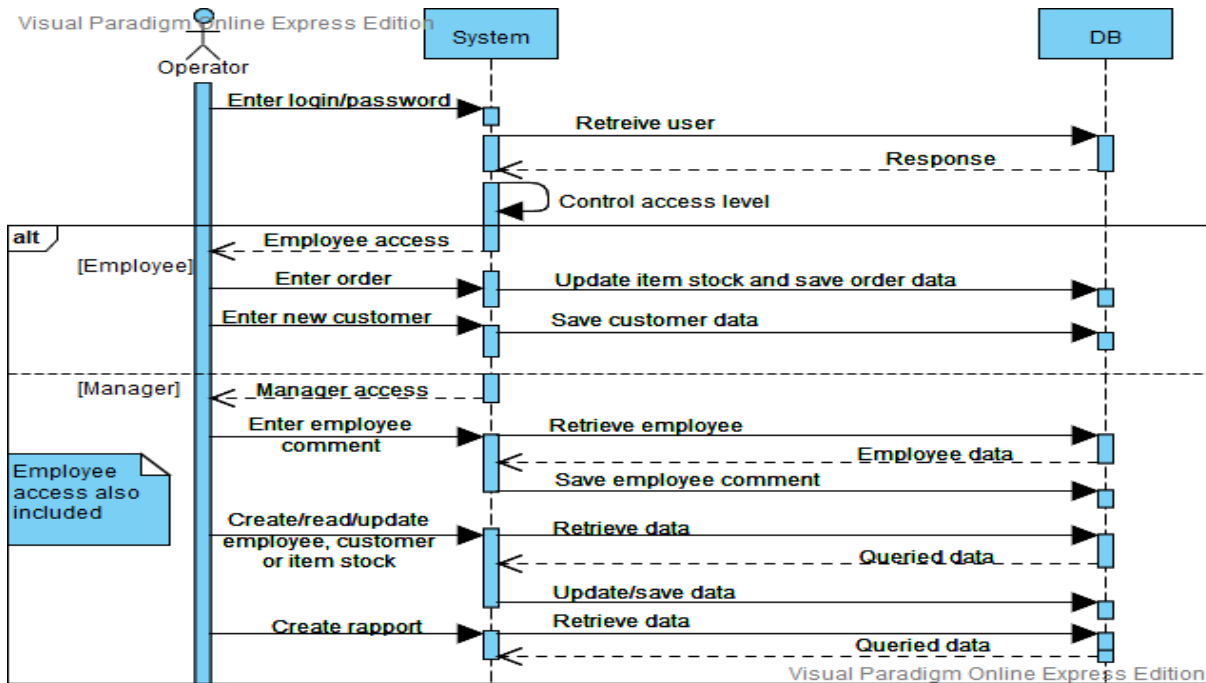 Visual Paradigm Online Express Edition
Operator
System
DB
Enter login/password
Retreive user
Response
Control access level
alt
Employee access
[Employee]
Enter order
Update item stock and save order data
Enter new customer
Save customer data
[Manager]
Manager access
Enter employee
comment
Retrieve employee
Employee data
Employee
access also
included
Save employee comment
Create/read/update
employee, customer
or item stock
Retrieve data
Queried data
Update/save data
Create rapport
Retrieve data
Queried data
Visual Paradigm Online Express Edition